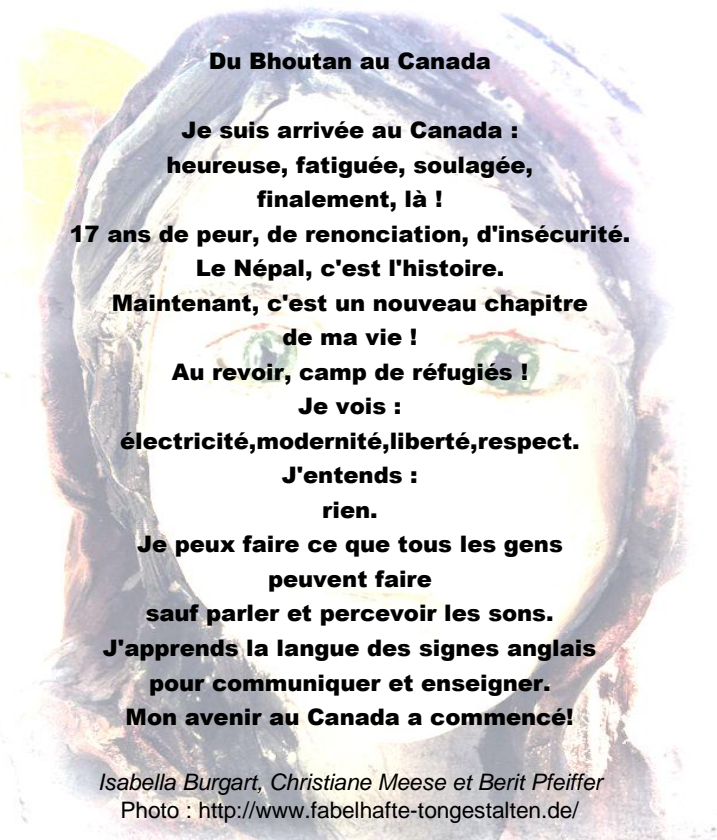 Du Bhoutan au Canada
Je suis arrivée au Canada :
heureuse, fatiguée, soulagée,
finalement, là !
17 ans de peur, de renonciation, d'insécurité.
Le Népal, c'est l'histoire.
Maintenant, c'est un nouveau chapitre
de ma vie !
Au revoir, camp de réfugiés !
Je vois :
électricité,modernité,liberté,respect.
J'entends :
rien.
Je peux faire ce que tous les gens
peuvent faire
sauf parler et percevoir les sons.
J'apprends la langue des signes anglais
pour communiquer et enseigner.
Mon avenir au Canada a commencé!
Isabella Burgart, Christiane Meese et Berit Pfeiffer
Photo : http://www.fabelhafte-tongestalten.de/